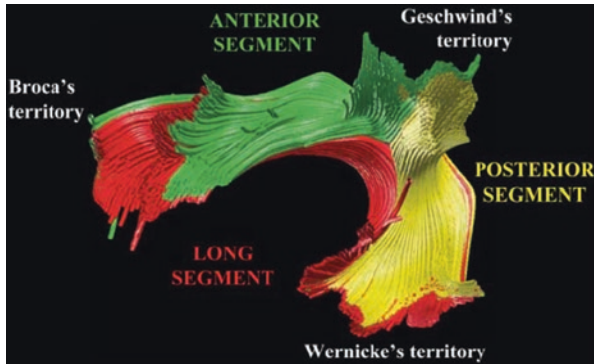 ANTERIOR
SEGMENT
Geschwind's
territory
Broca's
territory
POSTERIOR
SEGMENT
LONG
SEGMENT
Wernicke's territory